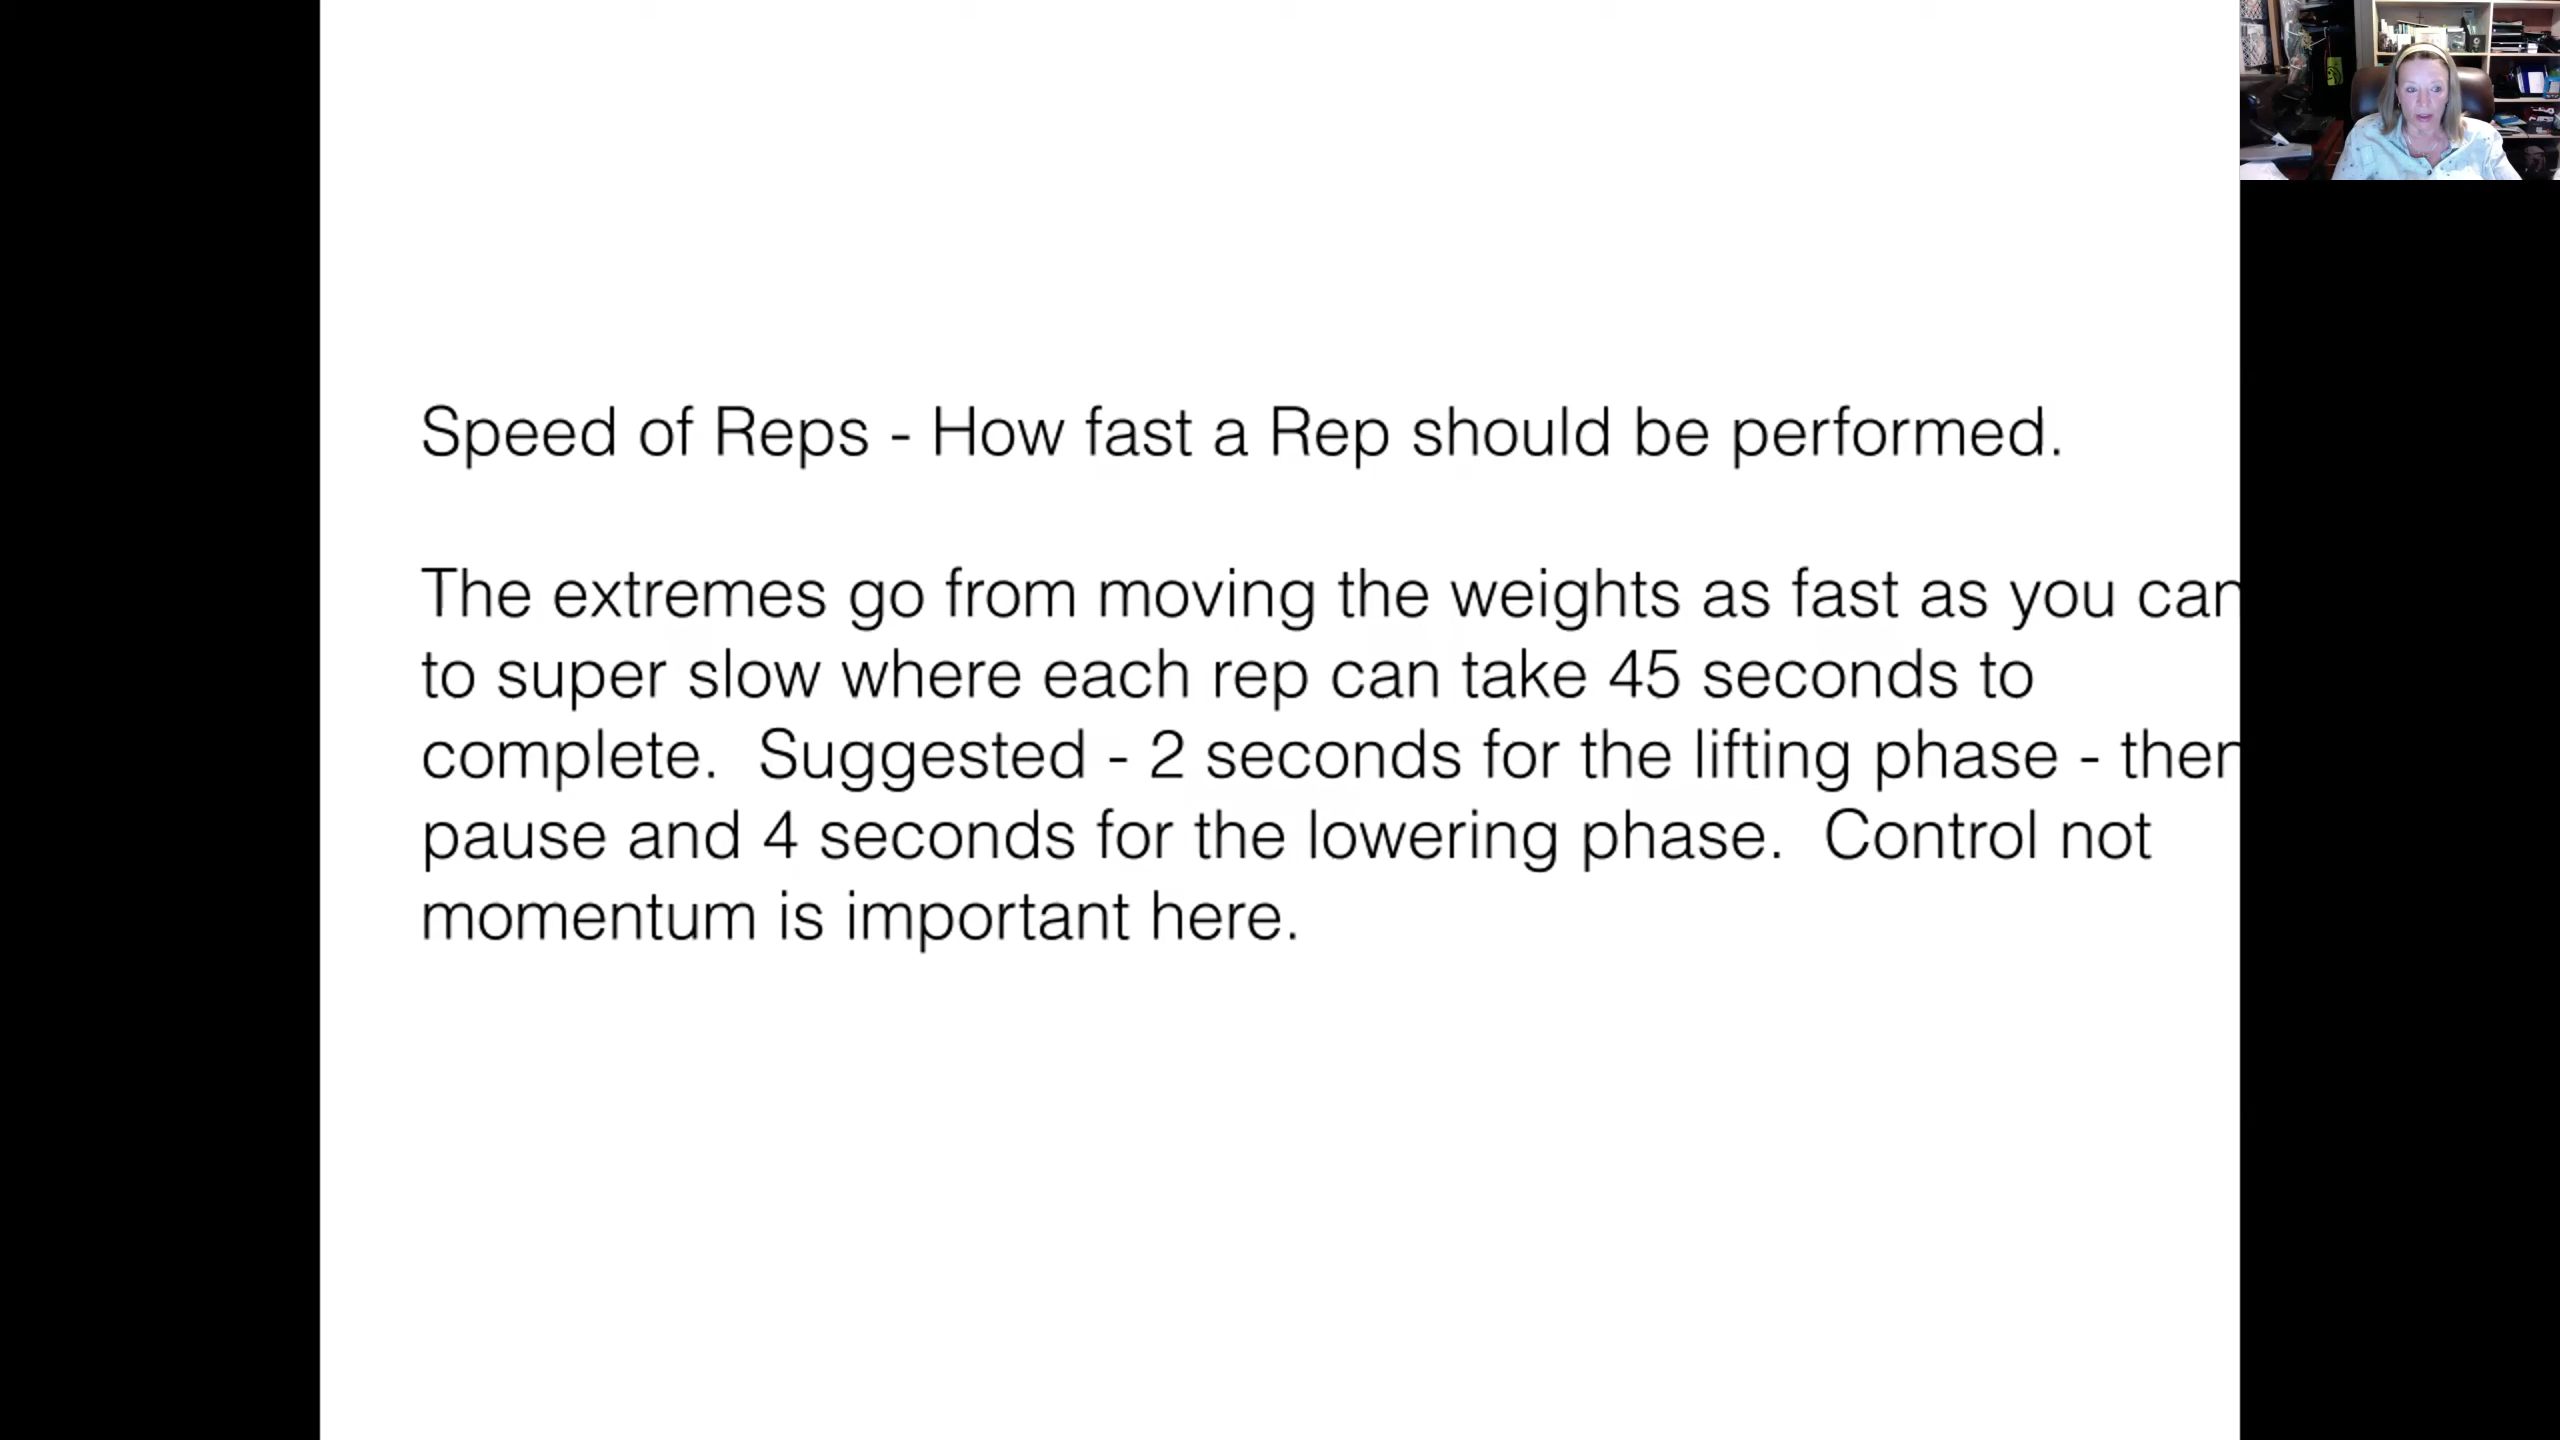 Speed of Reps - How fast a Rep should be performed.
The extremes go from moving the weights as fast as you can
to super slow where each rep can take 45 seconds to
complete.  Suggested - 2 seconds for the lifting phase - then
pause and 4 seconds for the lowering phase.  Control not
momentum is important here.